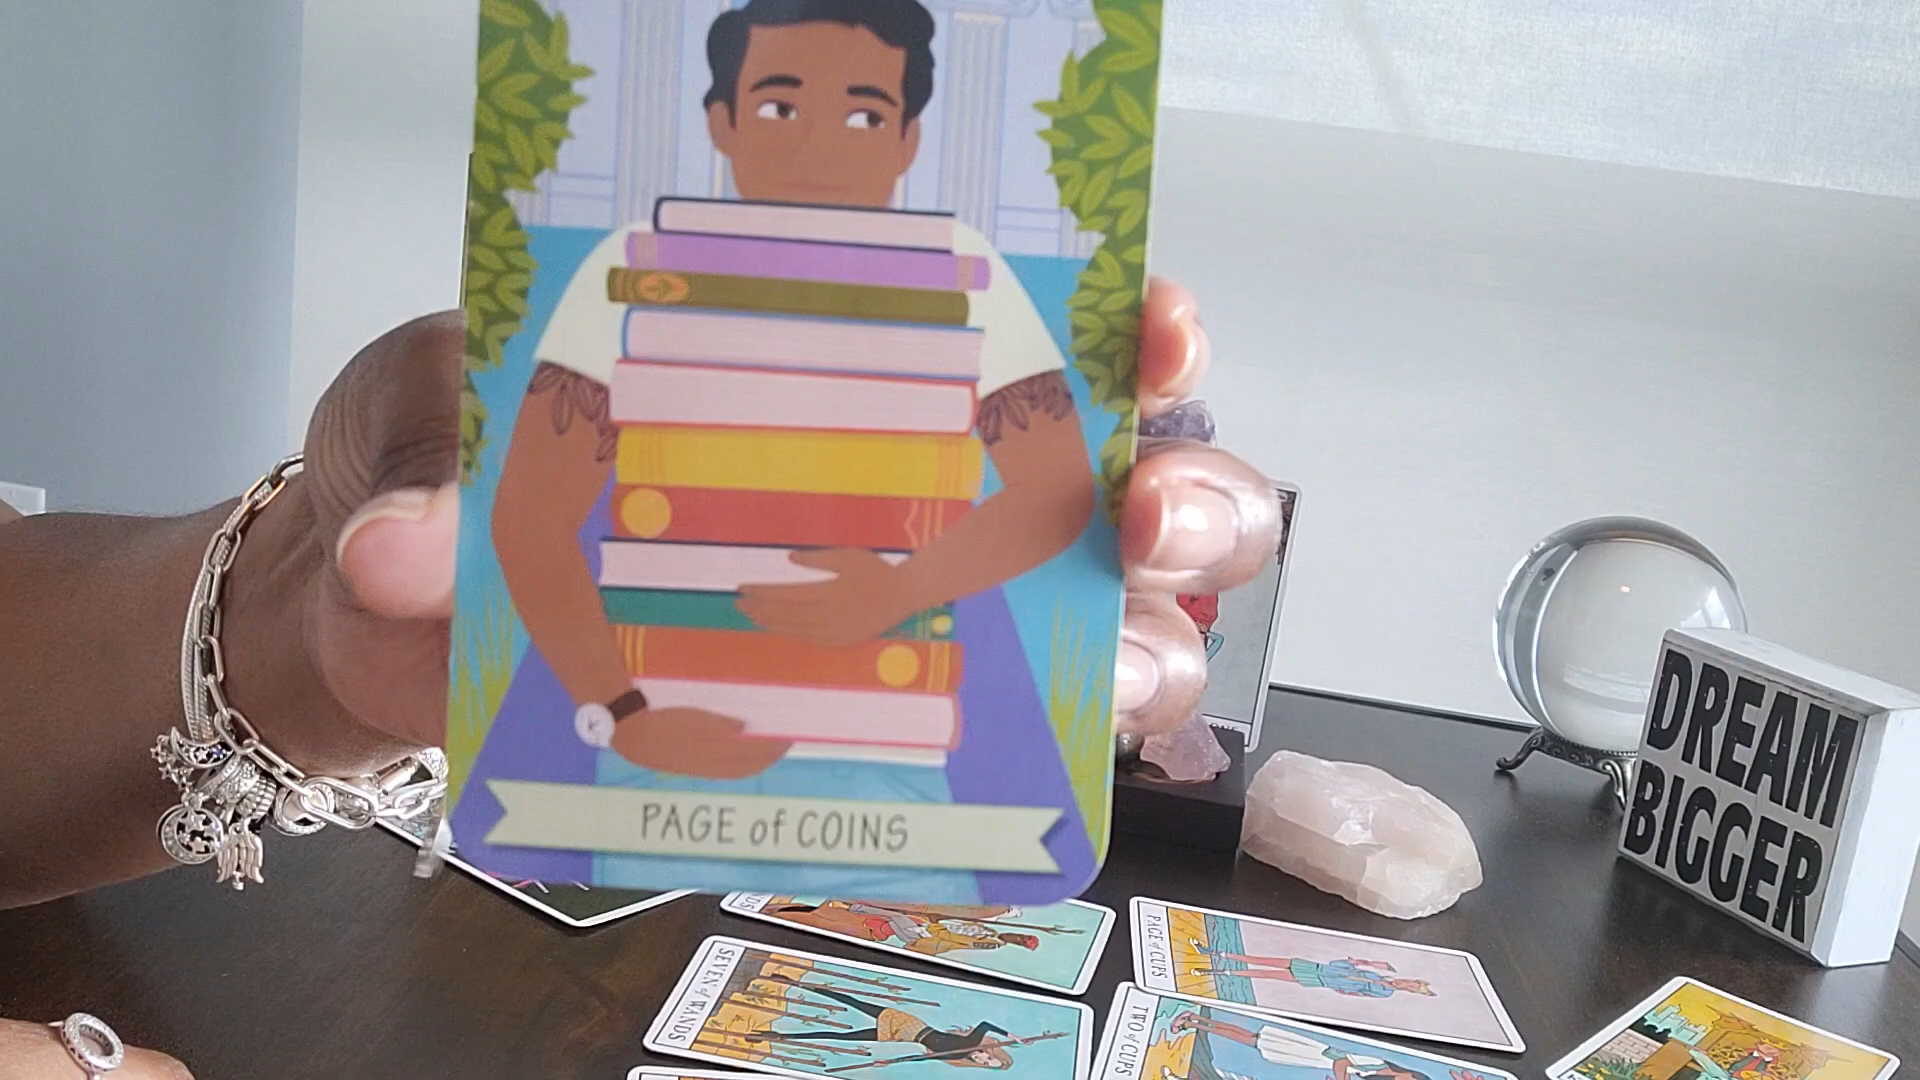 PAGE of COINS
DREAM
BIGGER
PAGE of CUPS
SEVEN of WANDS
TWO of CUPS